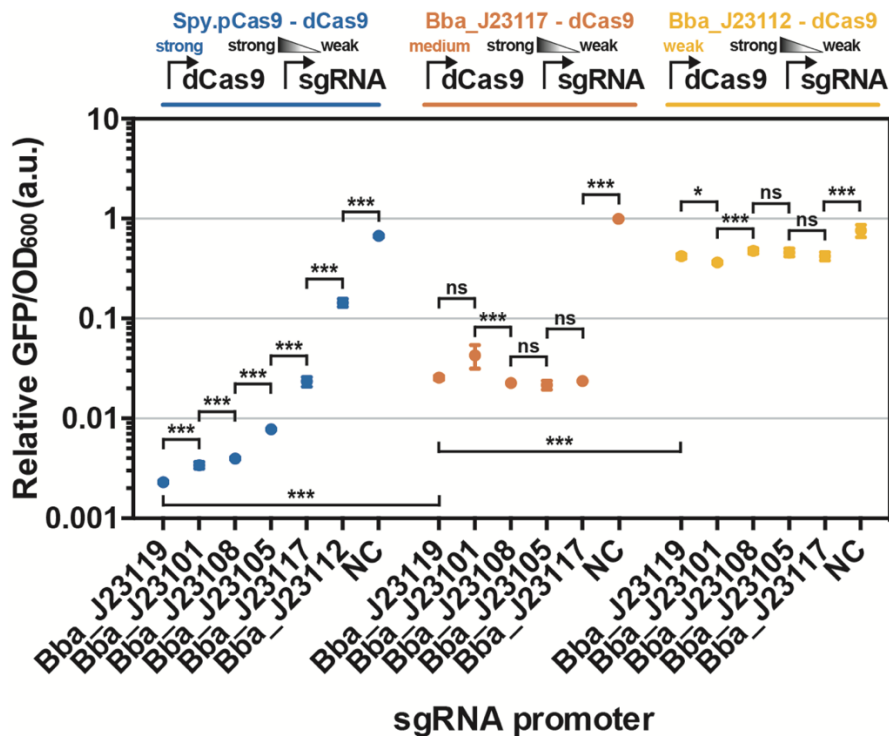 Spy.pCas9 - dCas9
strong
strong weak
dCas9 sgRNA
Bba_J23117 - dCas9
medium
strong weak
dCas9 sgRNA
Bba_J23112 - dCas9
weak
strong weak
dCas9 sgRNA
Relative GFP/OD600 (a.u.)
10
1
0.1
0.01
0.001
***
***
***
***
***
***
***
ns
***
ns
ns
***
***
*
***
ns
ns
***
Bba_J23119
Bba_J23101
Bba_J23108
Bba_J23105
Bba_J23117
Bba_J23112
NC
Bba_J23119
Bba_J23101
Bba_J23108
Bba_J23105
Bba_J23117
NC
Bba_J23119
Bba_J23101
Bba_J23108
Bba_J23105
Bba_J23117
NC
sgRNA promoter